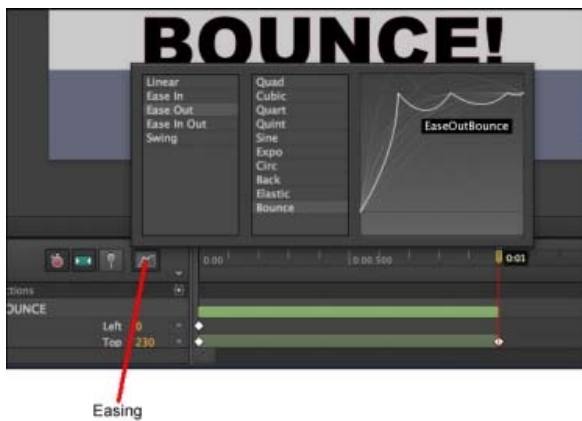 BOUNCE!
Linear
Ease In
Ease Out
Ease In Out
Swing
Quad
Cubic
Quart
Quint
Sine
Expo
Circ
Back
Elastic
Bounce
EaseOutBounce
0:00
0:00.500
0:01
ctions
OUNCE
Left 0
Top 230
Easing